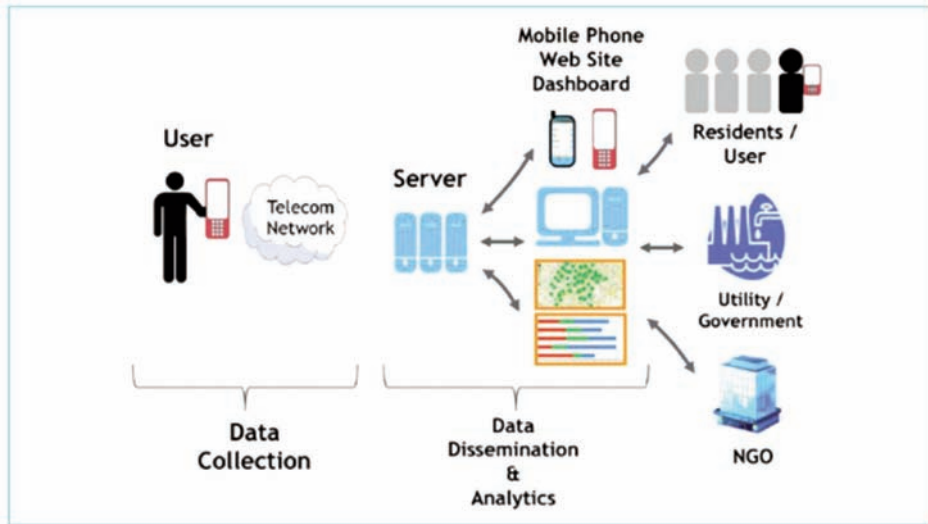 User
Telecom
Network
Data
Collection
Server
Mobile Phone
Web Site
Dashboard
Data
Dissemination
&
Analytics
Residents /
User
Utility /
Government
NGO